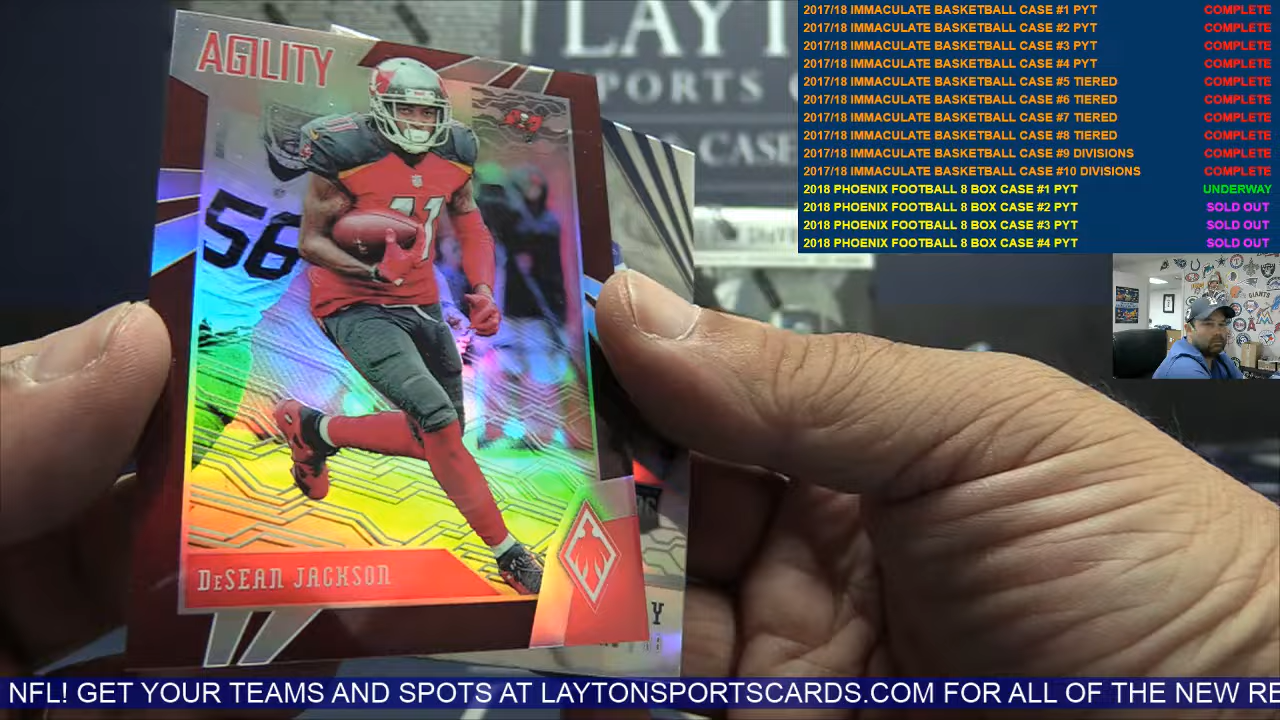 AGILITY
11
56
11
DeSean Jackson
LAYT
PORTS C
CASE
2017/18 IMMACULATE BASKETBALL CASE #1 PYT COMPLETE
2017/18 IMMACULATE BASKETBALL CASE #2 PYT COMPLETE
2017/18 IMMACULATE BASKETBALL CASE #3 PYT COMPLETE
2017/18 IMMACULATE BASKETBALL CASE #4 PYT COMPLETE
2017/18 IMMACULATE BASKETBALL CASE #5 TIERED COMPLETE
2017/18 IMMACULATE BASKETBALL CASE #6 TIERED COMPLETE
2017/18 IMMACULATE BASKETBALL CASE #7 TIERED COMPLETE
2017/18 IMMACULATE BASKETBALL CASE #8 TIERED COMPLETE
2017/18 IMMACULATE BASKETBALL CASE #9 DIVISIONS COMPLETE
2017/18 IMMACULATE BASKETBALL CASE #10 DIVISIONS COMPLETE
2018 PHOENIX FOOTBALL 8 BOX CASE #1 PYT UNDERWAY
2018 PHOENIX FOOTBALL 8 BOX CASE #2 PYT SOLD OUT
2018 PHOENIX FOOTBALL 8 BOX CASE #3 PYT SOLD OUT
2018 PHOENIX FOOTBALL 8 BOX CASE #4 PYT SOLD OUT
NFL! GET YOUR TEAMS AND SPOTS AT LAYTONSPORTSCARDS.COM FOR ALL OF THE NEW RE